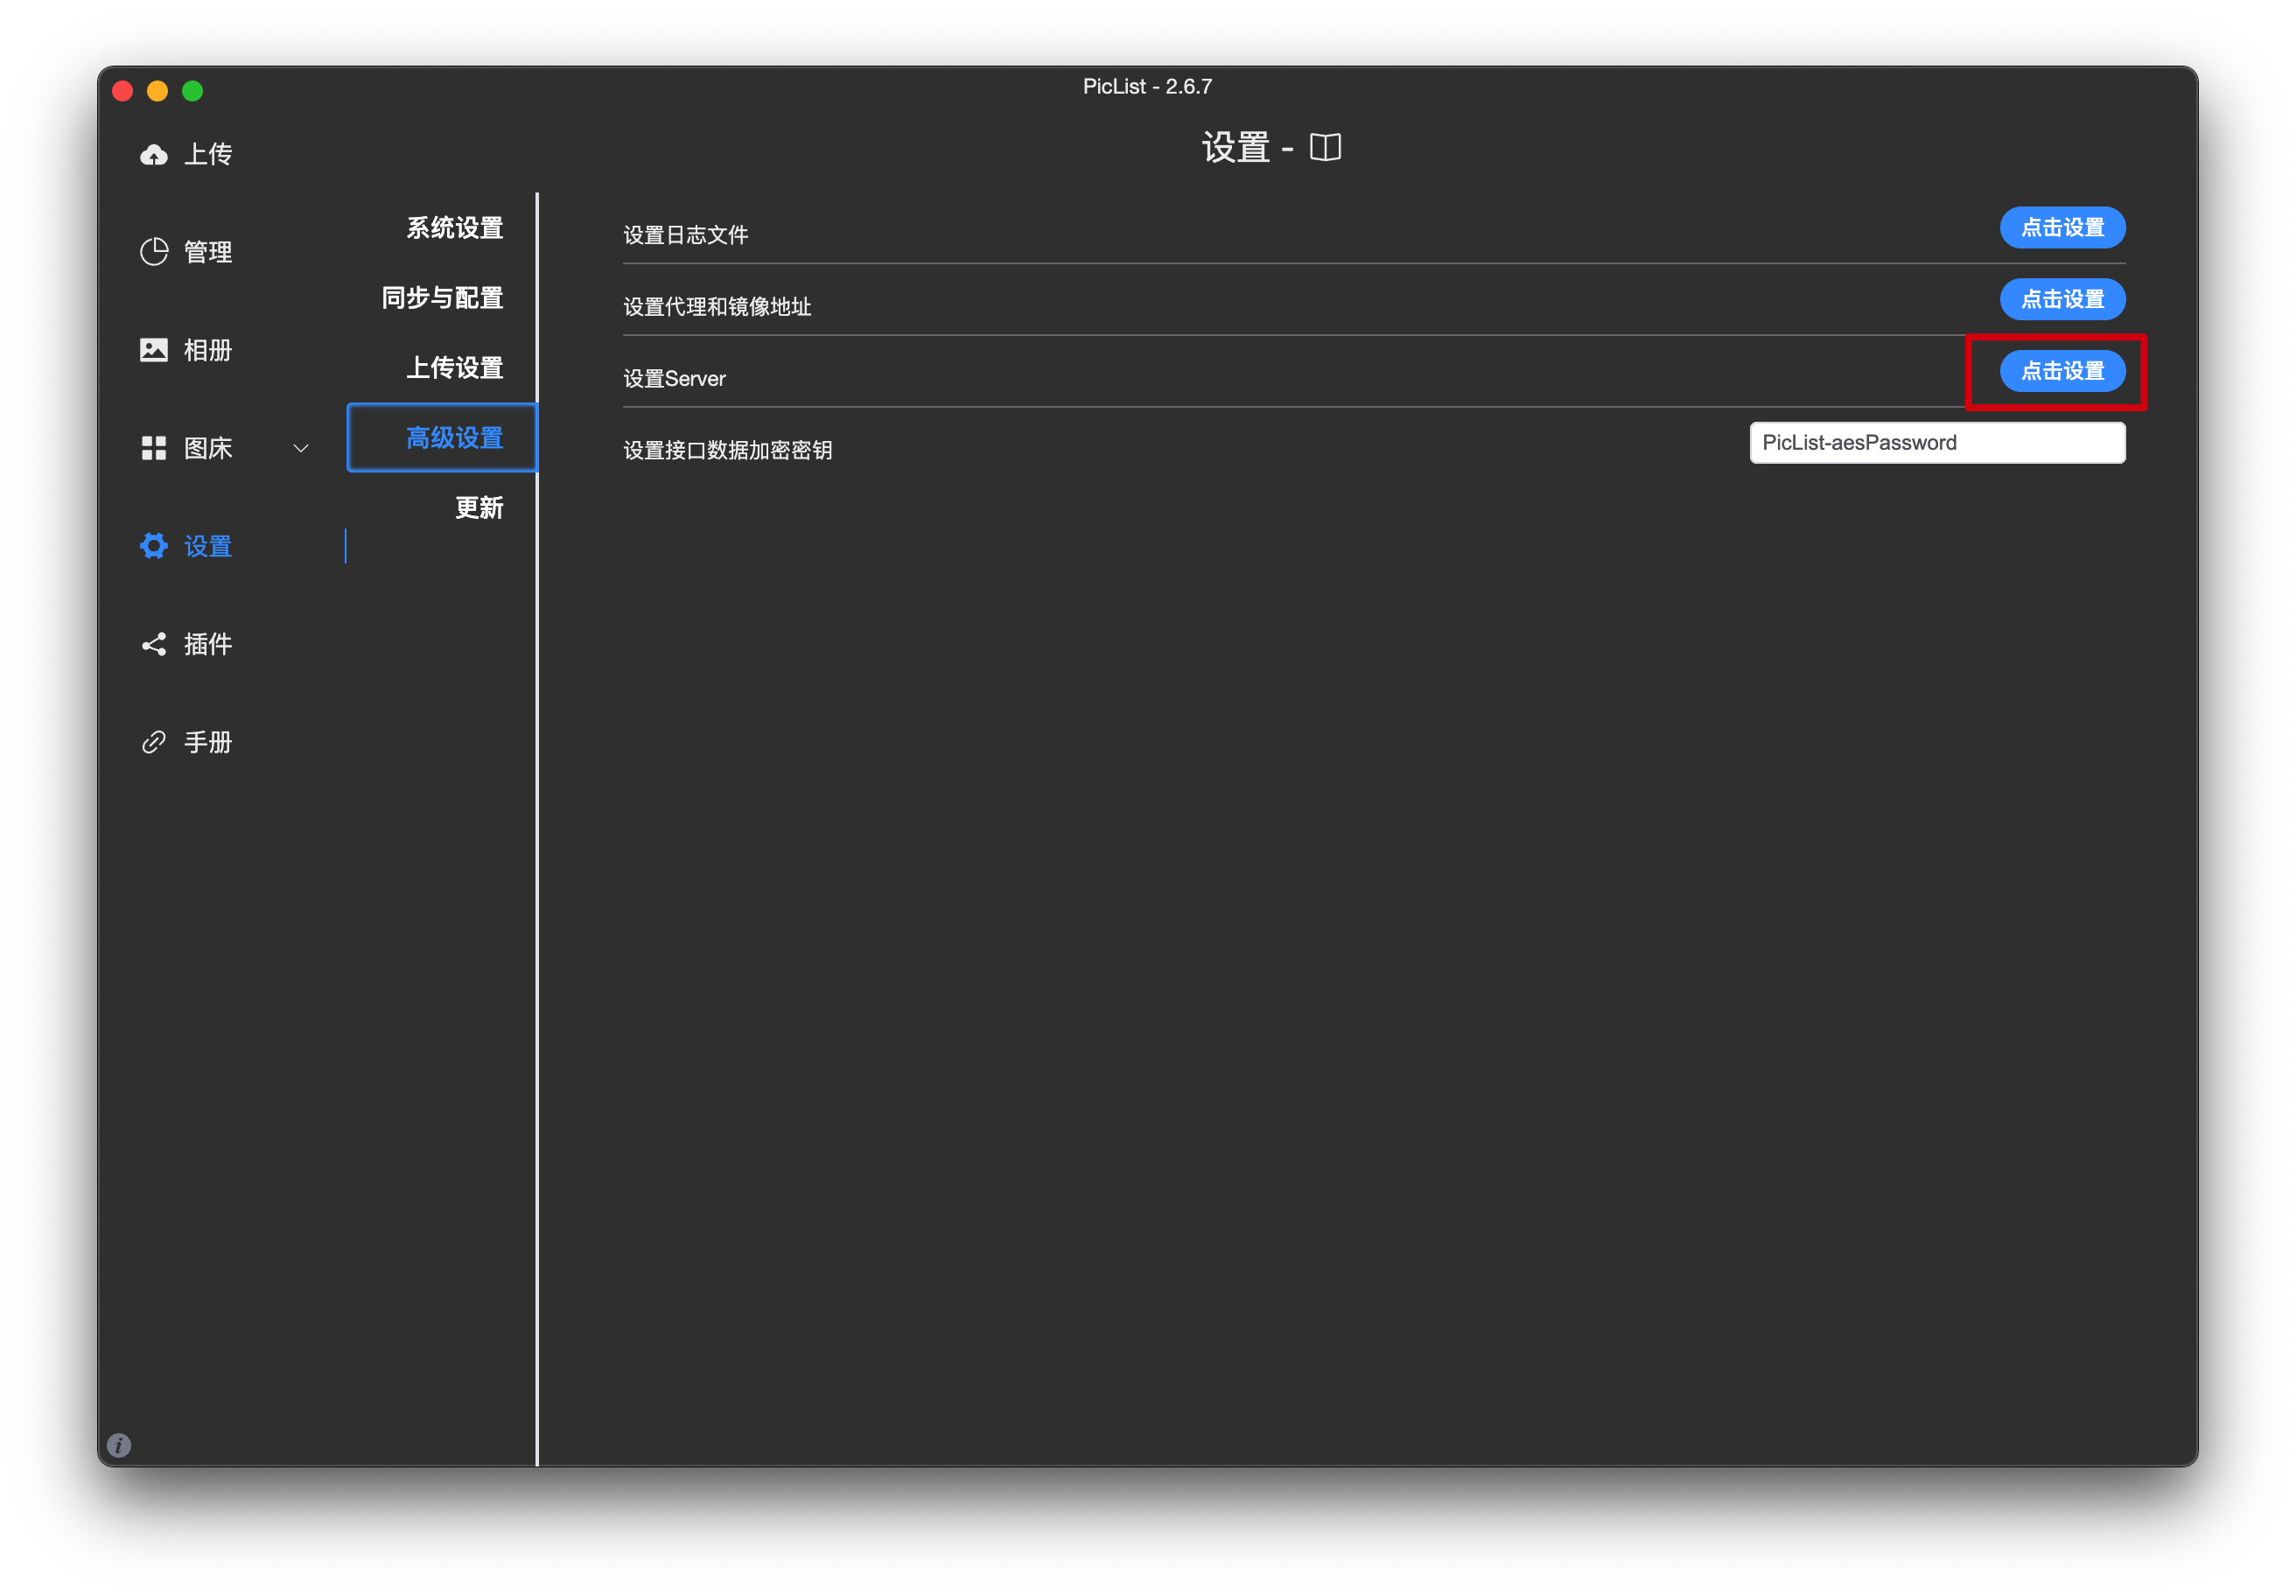 PicList - 2.6.7
设置 -
上传
管理
相册
图床
设置
插件
手册
系统设置
同步与配置
上传设置
高级设置
更新
设置日志文件
点击设置
设置代理和镜像地址
点击设置
设置Server
点击设置
设置接口数据加密密钥
PicList-aesPassword
i